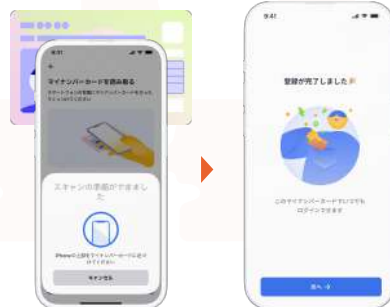 9:41
マイナンバーカードを読み取る
スキャンの準備ができまし
た
iPhoneの上部をマイナンバーカードに近づ
けてください
キャンセル
9:41
登録が完了しました🎉
このマイナンバーカードでいつでも
ログインできます
次へ →